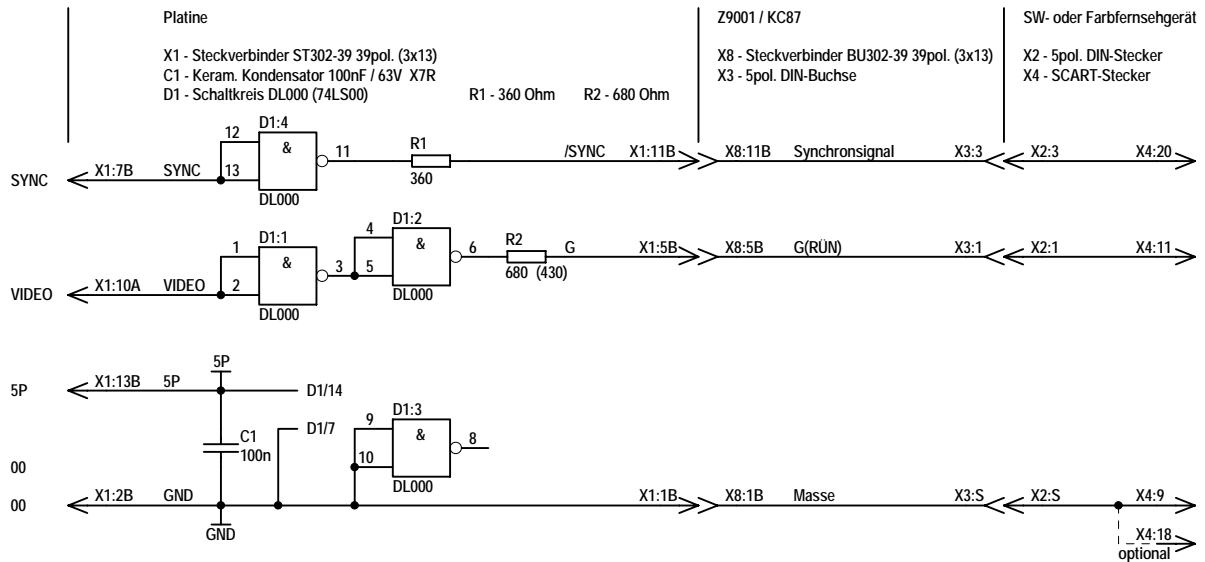 Platine
Z9001 / KC87
SW- oder Farbfernsehgerät
X1 - Steckverbinder ST302-39 39pol. (3x13)
X8 - Steckverbinder BU302-39 39pol. (3x13)
X2 - 5pol. DIN-Stecker
C1 - Keram. Kondensator 100nF / 63V X7R
X3 - 5pol. DIN-Buchse
X4 - SCART-Stecker
D1 - Schaltkreis DL000 (74LS00)
R1 - 360 Ohm
R2 - 680 Ohm
D1:4
12
&
11
R1
/SYNC
X1:11B
X8:11B
Synchronsignal
X3:3
X2:3
X4:20
SYNC
X1:7B
SYNC
13
360
DL000
D1:2
4
&
6
R2
G
X1:5B
X8:5B
G(RÜN)
X3:1
X2:1
X4:11
D1:1
1
&
3
5
680 (430)
VIDEO
X1:10A
VIDEO
2
DL000
DL000
5P
5P
X1:13B
5P
D1/14
D1:3
D1/7
9
&
8
C1
100n
10
00
DL000
00
X1:2B
GND
X1:1B
X8:1B
Masse
X3:S
X2:S
X4:9
GND
X4:18
optional